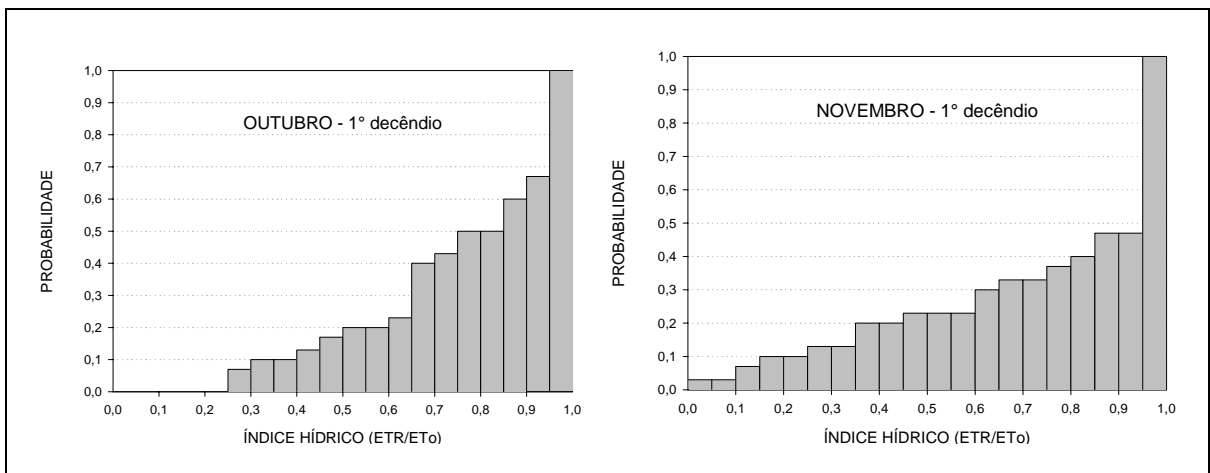 OUTUBRO - 1° decêndio
PROBABILIDADE
1,0
0,9
0,8
0,7
0,6
0,5
0,4
0,3
0,2
0,1
0,0
0,0 0,1 0,2 0,3 0,4 0,5 0,6 0,7 0,8 0,9 1,0
ÍNDICE HÍDRICO (ETR/ETo)
NOVEMBRO - 1° decêndio
PROBABILIDADE
1,0
0,9
0,8
0,7
0,6
0,5
0,4
0,3
0,2
0,1
0,0
0,0 0,1 0,2 0,3 0,4 0,5 0,6 0,7 0,8 0,9 1,0
ÍNDICE HÍDRICO (ETR/ETo)